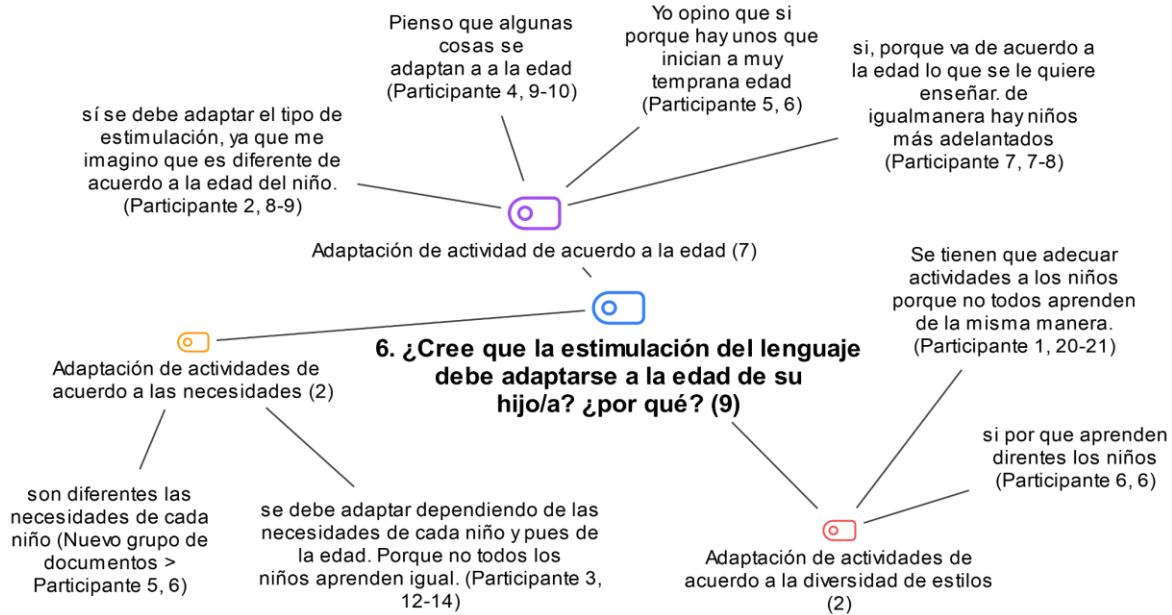 Pienso que algunas
cosas se
adaptan a a la edad
(Participante 4, 9-10)
Yo opino que si
porque hay unos que
inician a muy
temprana edad
(Participante 5, 6)
si, porque va de acuerdo a
la edad lo que se le quiere
enseñar. de
igualmanera hay niños
más adelantados
(Participante 7, 7-8)
sí se debe adaptar el tipo de
estimulación, ya que me
imagino que es diferente de
acuerdo a la edad del niño.
(Participante 2, 8-9)
Adaptación de actividad de acuerdo a la edad (7)
6. ¿Cree que la estimulación del lenguaje
debe adaptarse a la edad de su
hijo/a? ¿por qué? (9)
Adaptación de actividades de
acuerdo a las necesidades (2)
son diferentes las
necesidades de cada
niño (Nuevo grupo de
documentos >
Participante 5, 6)
se debe adaptar dependiendo de las
necesidades de cada niño y pues de
la edad. Porque no todos los
niños aprenden igual. (Participante 3,
12-14)
Se tienen que adecuar
actividades a los niños
porque no todos aprenden
de la misma manera.
(Participante 1, 20-21)
si por que aprenden
direntes los niños
(Participante 6, 6)
Adaptación de actividades de
acuerdo a la diversidad de estilos
(2)